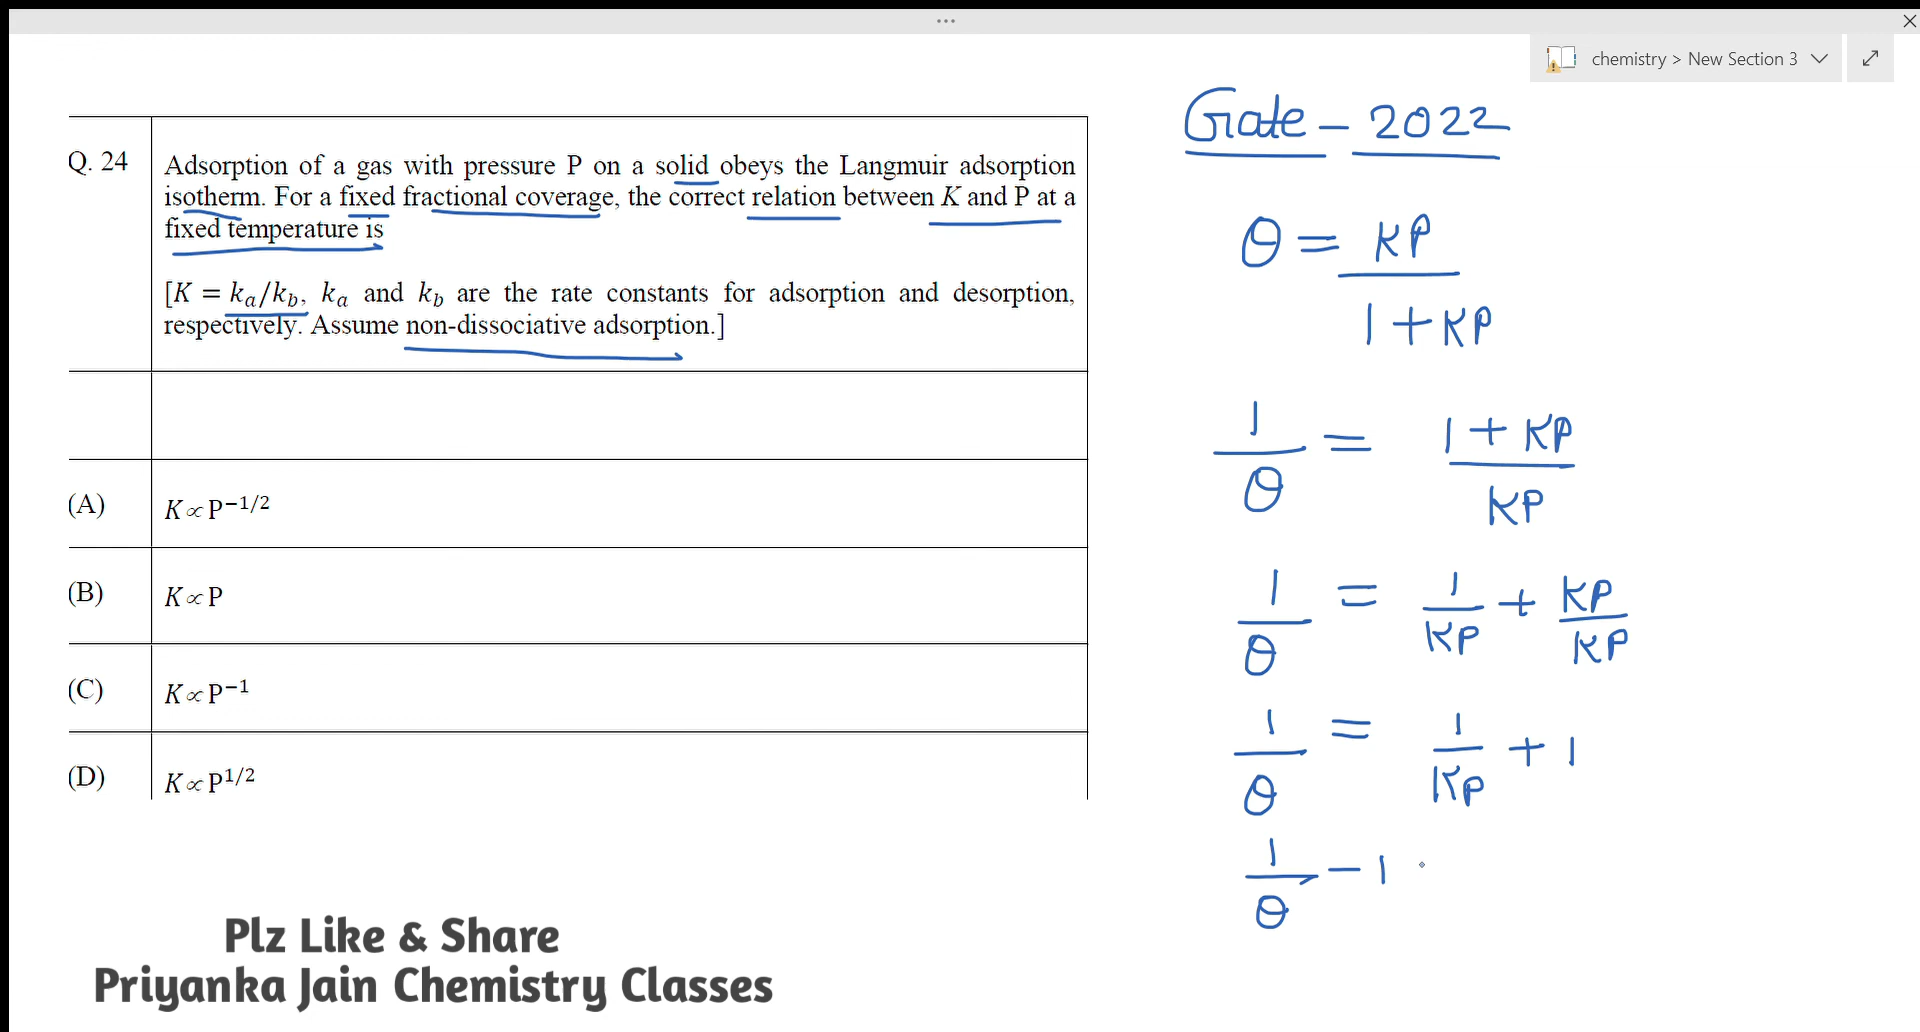 ...
chemistry > New Section 3
Gate - 2022
Q. 24 Adsorption of a gas with pressure P on a solid obeys the Langmuir adsorption
isotherm. For a fixed fractional coverage, the correct relation between K and P at a
fixed temperature is
[K = kₐ/k_b, kₐ and k_b are the rate constants for adsorption and desorption,
respectively. Assume non-dissociative adsorption.]
(A) K ∝ P⁻¹/²
(B) K ∝ P
(C) K ∝ P⁻¹
(D) K ∝ P¹/²
θ = KP / 1 + KP
1/θ = 1 + KP / KP
1/θ = 1/KP + KP/KP
1/θ = 1/KP + 1
1/θ - 1
Plz Like & Share
Priyanka Jain Chemistry Classes